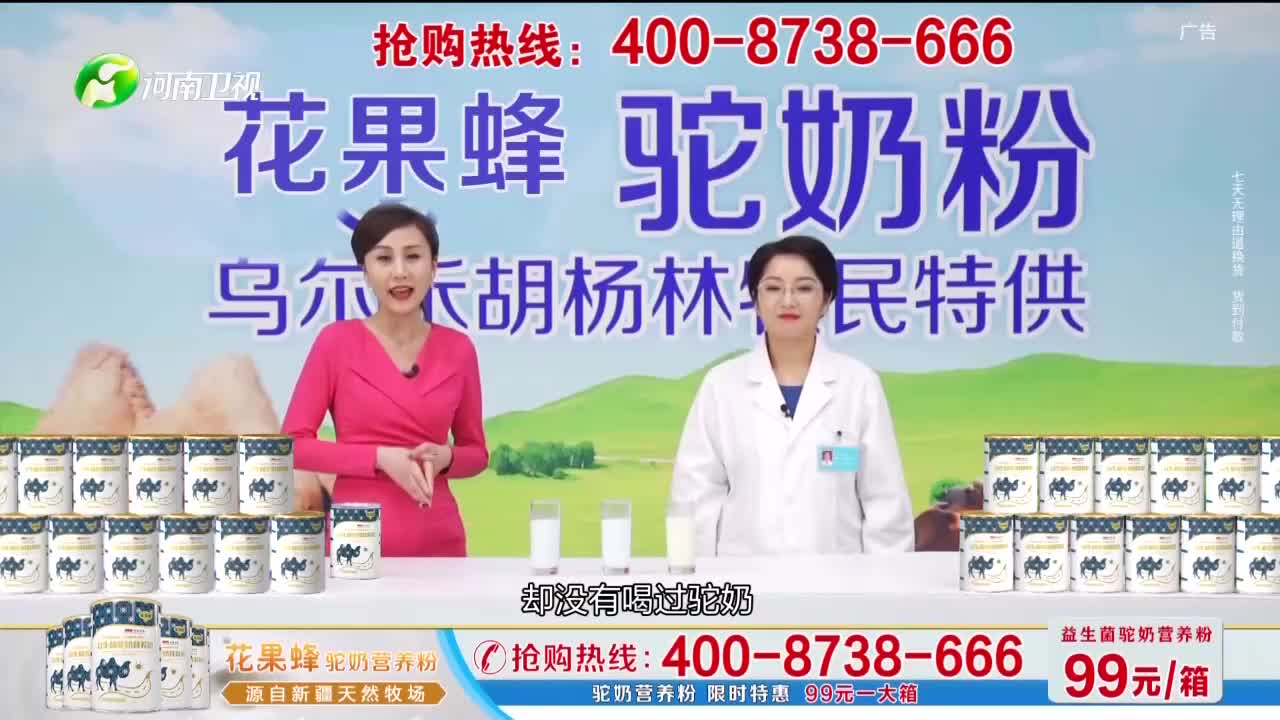 抢购热线：400-8738-666
广告
河南卫视
花果蜂 驼奶粉
乌尔禾胡杨林牧民特供
七天无理由退换货 货到付款
却没有喝过驼奶
花果蜂 驼奶营养粉
源自新疆天然牧场
抢购热线：400-8738-666
驼奶营养粉 限时特惠 99元一大箱
益生菌驼奶营养粉
99元/箱